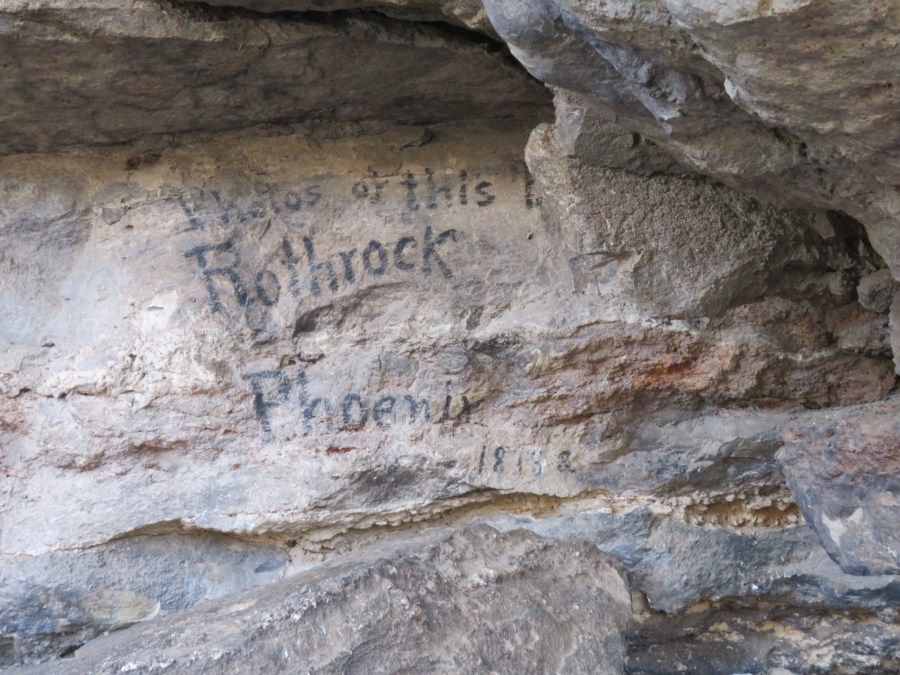 Photos of this
Rothrock
Phoenix